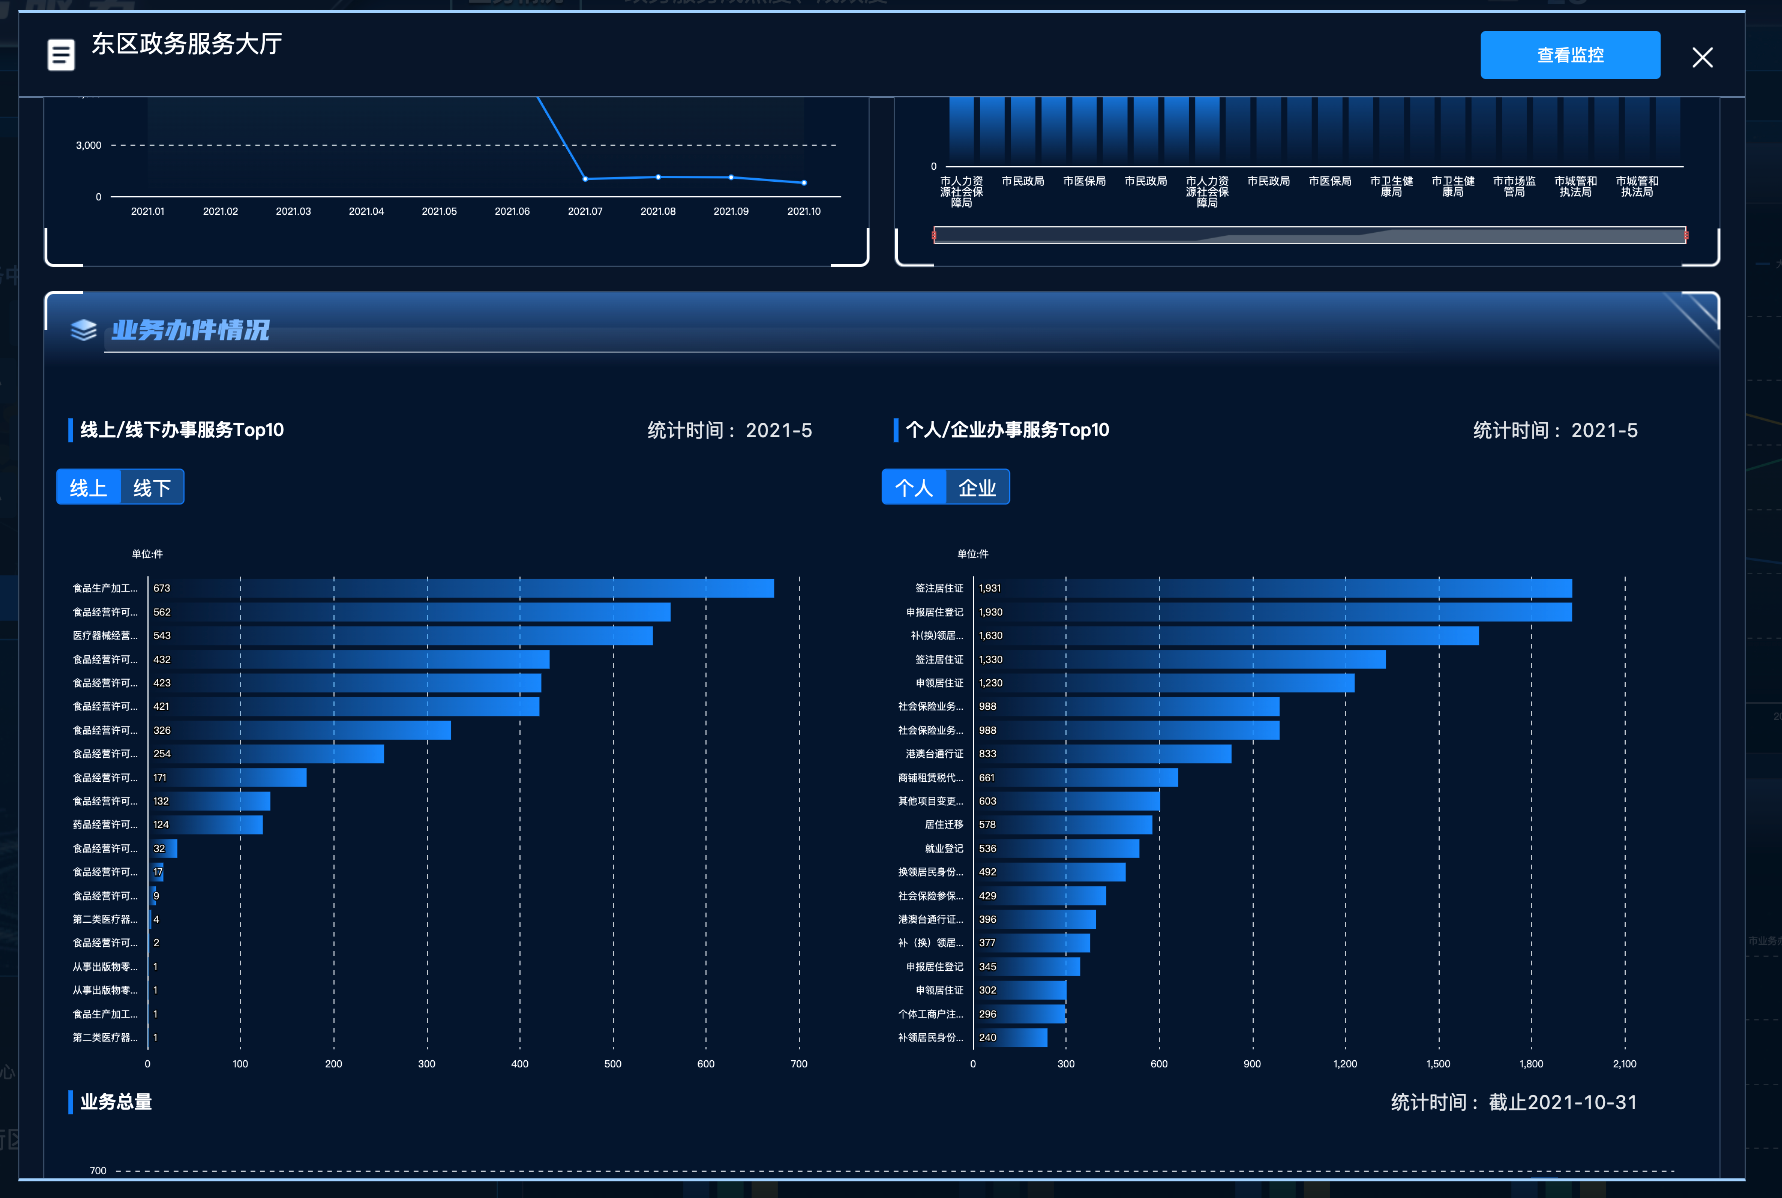 东区政务服务大厅
查看监控
3,000
0
2021.01 2021.02 2021.03 2021.04 2021.05 2021.06 2021.07 2021.08 2021.09 2021.10
0
市人力资源社会保障局 市民政局 市医保局 市民政局 市人力资源社会保障局 市民政局 市医保局 市卫生健康局 市卫生健康局 市市场监管局 市城管和执法局 市城管和执法局
业务办件情况
线上/线下办事服务Top10
统计时间：2021-5
线上 线下
单位:件
食品生产加工... 673
食品经营许可... 562
医疗器械经营... 543
食品经营许可... 432
食品经营许可... 423
食品经营许可... 421
食品经营许可... 326
食品经营许可... 254
食品经营许可... 171
食品经营许可... 132
药品经营许可... 124
食品经营许可... 32
食品经营许可... 17
食品经营许可... 9
第二类医疗器... 4
食品经营许可... 2
从事出版物零... 1
从事出版物零... 1
食品生产加工... 1
第二类医疗器... 1
0 100 200 300 400 500 600 700
个人/企业办事服务Top10
统计时间：2021-5
个人 企业
单位:件
签注居住证 1,931
申报居住登记 1,930
补(换)领居... 1,630
签注居住证 1,330
申领居住证 1,230
社会保险业务... 988
社会保险业务... 988
港澳台通行证 833
商铺租赁税代... 661
其他项目变更... 603
居住迁移 578
就业登记 536
换领居民身份... 492
社会保险参保... 429
港澳台通行证... 396
补（换）领居... 377
申报居住登记 345
申领居住证 302
个体工商户注... 296
补领居民身份... 240
0 300 600 900 1,200 1,500 1,800 2,100
业务总量
统计时间：截止2021-10-31
700